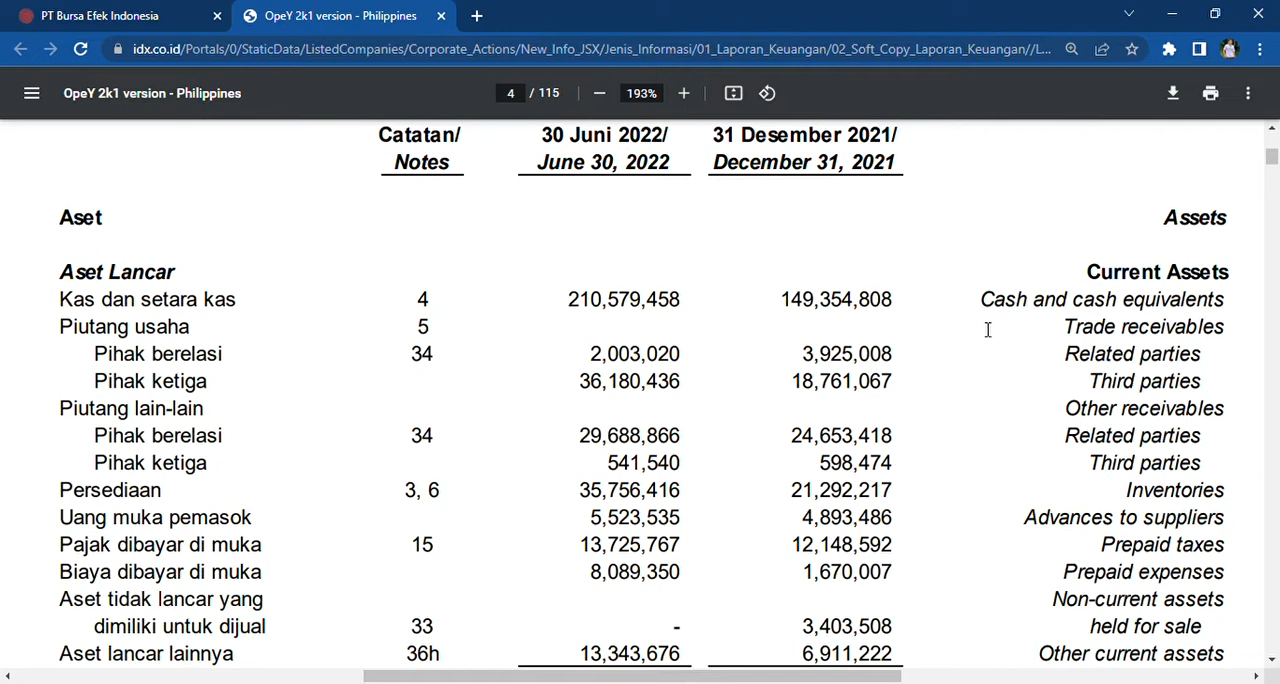 PT Bursa Efek Indonesia
OpeY 2k1 version - Philippines
idx.co.id/Portals/0/StaticData/ListedCompanies/Corporate_Actions/New_Info_JSX/Jenis_Informasi/01_Laporan_Keuangan/02_Soft_Copy_Laporan_Keuangan//L...
OpeY 2k1 version - Philippines 4 / 115 193%
Catatan/ 30 Juni 2022/ 31 Desember 2021/
Notes June 30, 2022 December 31, 2021
Aset Assets
Aset Lancar Current Assets
Kas dan setara kas 4 210,579,458 149,354,808 Cash and cash equivalents
Piutang usaha 5 Trade receivables
Pihak berelasi 34 2,003,020 3,925,008 Related parties
Pihak ketiga 36,180,436 18,761,067 Third parties
Piutang lain-lain Other receivables
Pihak berelasi 34 29,688,866 24,653,418 Related parties
Pihak ketiga 541,540 598,474 Third parties
Persediaan 3, 6 35,756,416 21,292,217 Inventories
Uang muka pemasok 5,523,535 4,893,486 Advances to suppliers
Pajak dibayar di muka 15 13,725,767 12,148,592 Prepaid taxes
Biaya dibayar di muka 8,089,350 1,670,007 Prepaid expenses
Aset tidak lancar yang Non-current assets
dimiliki untuk dijual 33 - 3,403,508 held for sale
Aset lancar lainnya 36h 13,343,676 6,911,222 Other current assets